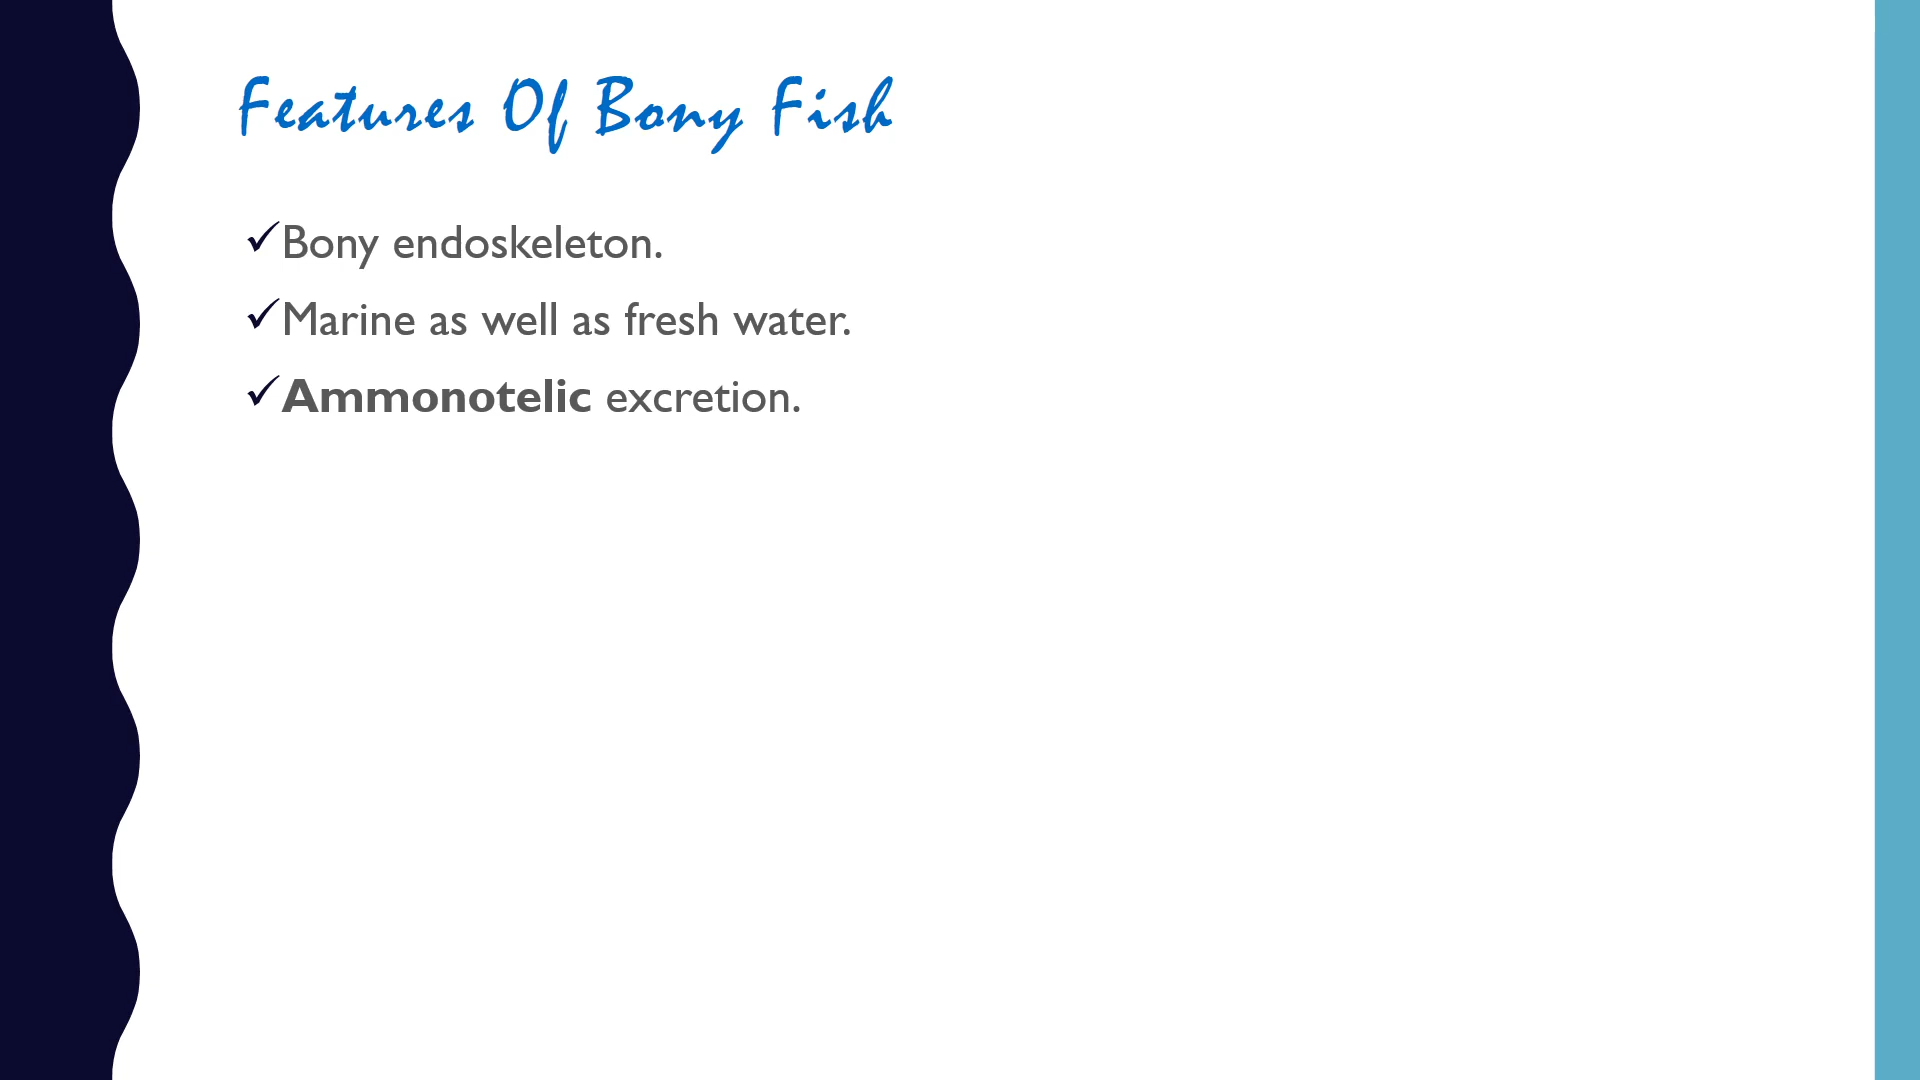 Features Of Bony Fish
✓Bony endoskeleton.
✓Marine as well as fresh water.
✓Ammonotelic excretion.